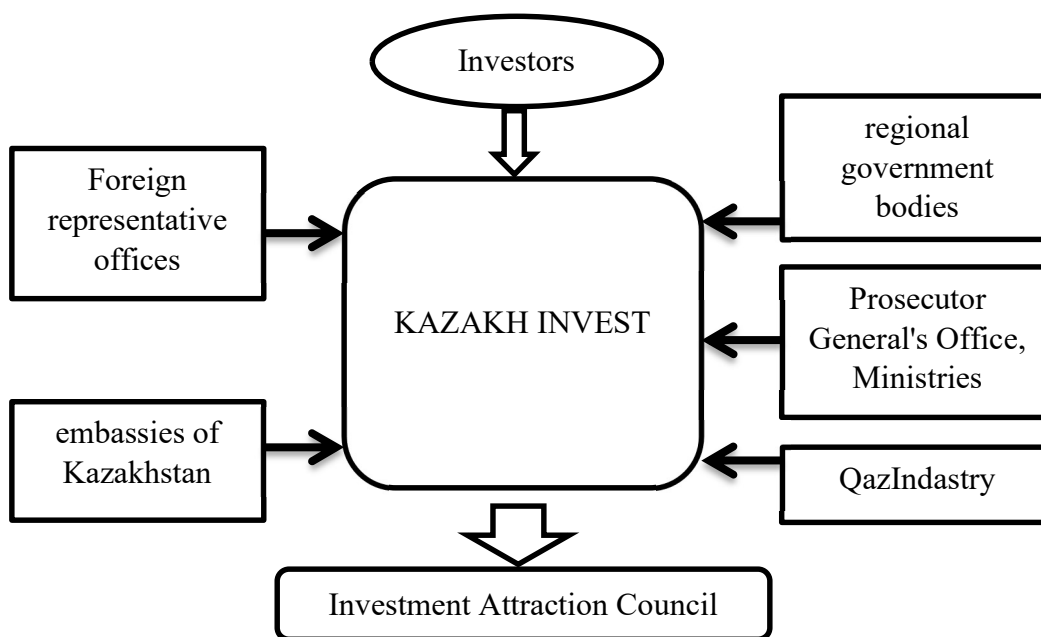 Investors
Foreign
representative
offices
regional
government
bodies
KAZAKH INVEST
Prosecutor
General's Office,
Ministries
embassies of
Kazakhstan
QazIndastry
Investment Attraction Council